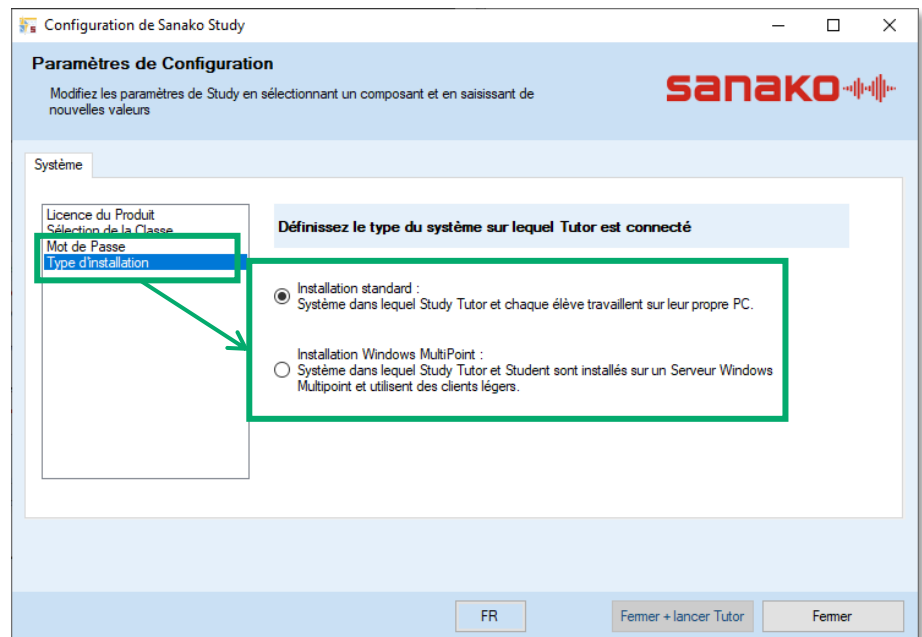 Configuration de Sanako Study
Paramètres de Configuration
Modifiez les paramètres de Study en sélectionnant un composant et en saisissant de
nouvelles valeurs
sanako
Système
Licence du Produit
Sélection de la Classe
Mot de Passe
Type d'installation
Définissez le type du système sur lequel Tutor est connecté
Installation standard :
Système dans lequel Study Tutor et chaque élève travaillent sur leur propre PC.
Installation Windows MultiPoint :
Système dans lequel Study Tutor et Student sont installés sur un Serveur Windows
Multipoint et utilisent des clients légers.
FR
Fermer + lancer Tutor
Fermer